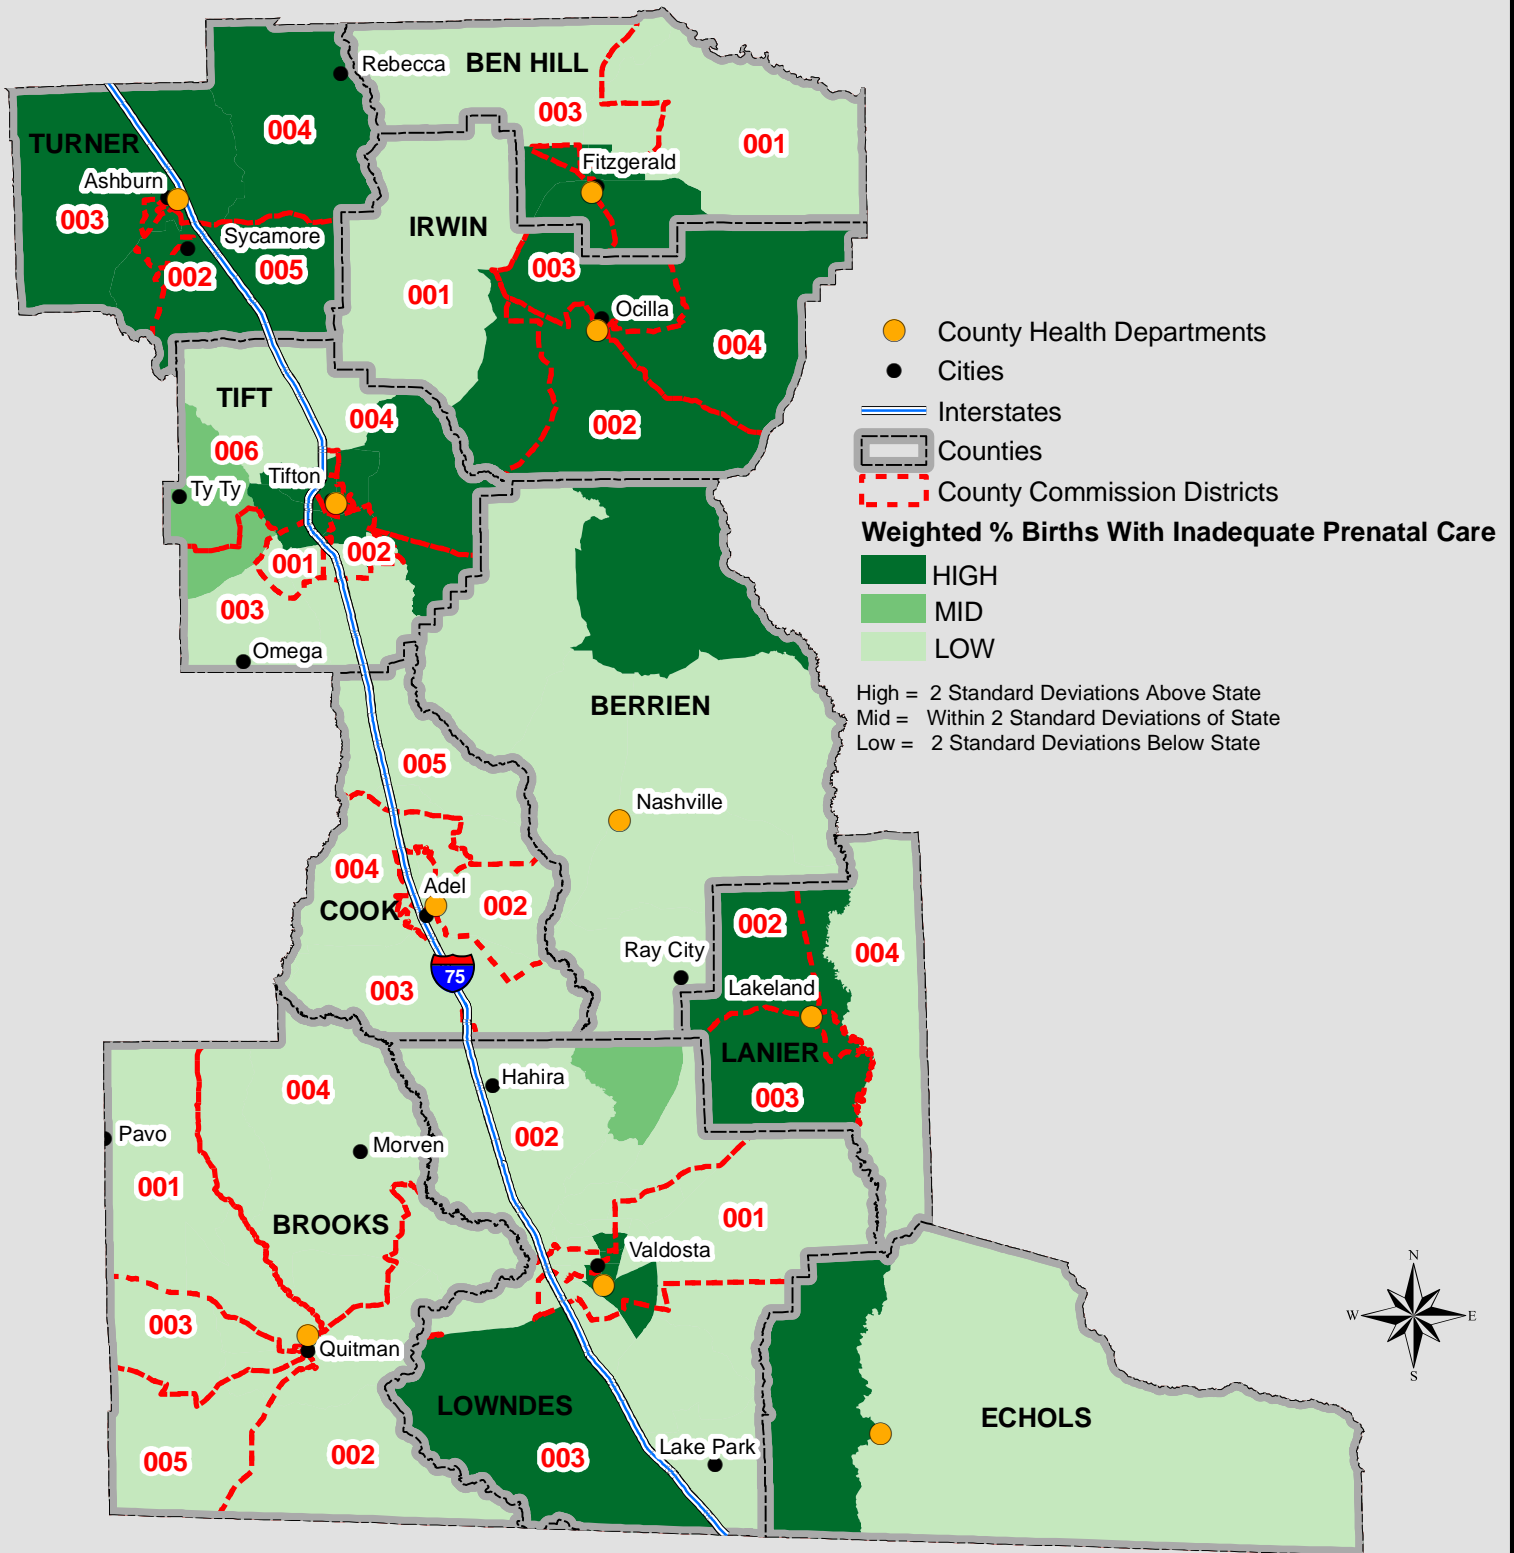 Rebecca
BEN HILL
003
004
TURNER
001
Fitzgerald
Ashburn
003
IRWIN
Sycamore
005
002
003
001
Ocilla
004
County Health Departments
Cities
TIFT
004
002
Interstates
006
Counties
Tifton
Ty Ty
County Commission Districts
Weighted % Births With Inadequate Prenatal Care
002
001
HIGH
003
MID
Omega
LOW
High = 2 Standard Deviations Above State
BERRIEN
Mid = Within 2 Standard Deviations of State
Low = 2 Standard Deviations Below State
005
Nashville
004
Adel
COOK
002
002
Ray City
004
75
Lakeland
003
LANIER
Hahira
004
003
Pavo
Morven
002
001
BROOKS
001
Valdosta
N
W
E
S
003
Quitman
LOWNDES
ECHOLS
Lake Park
005
002
003